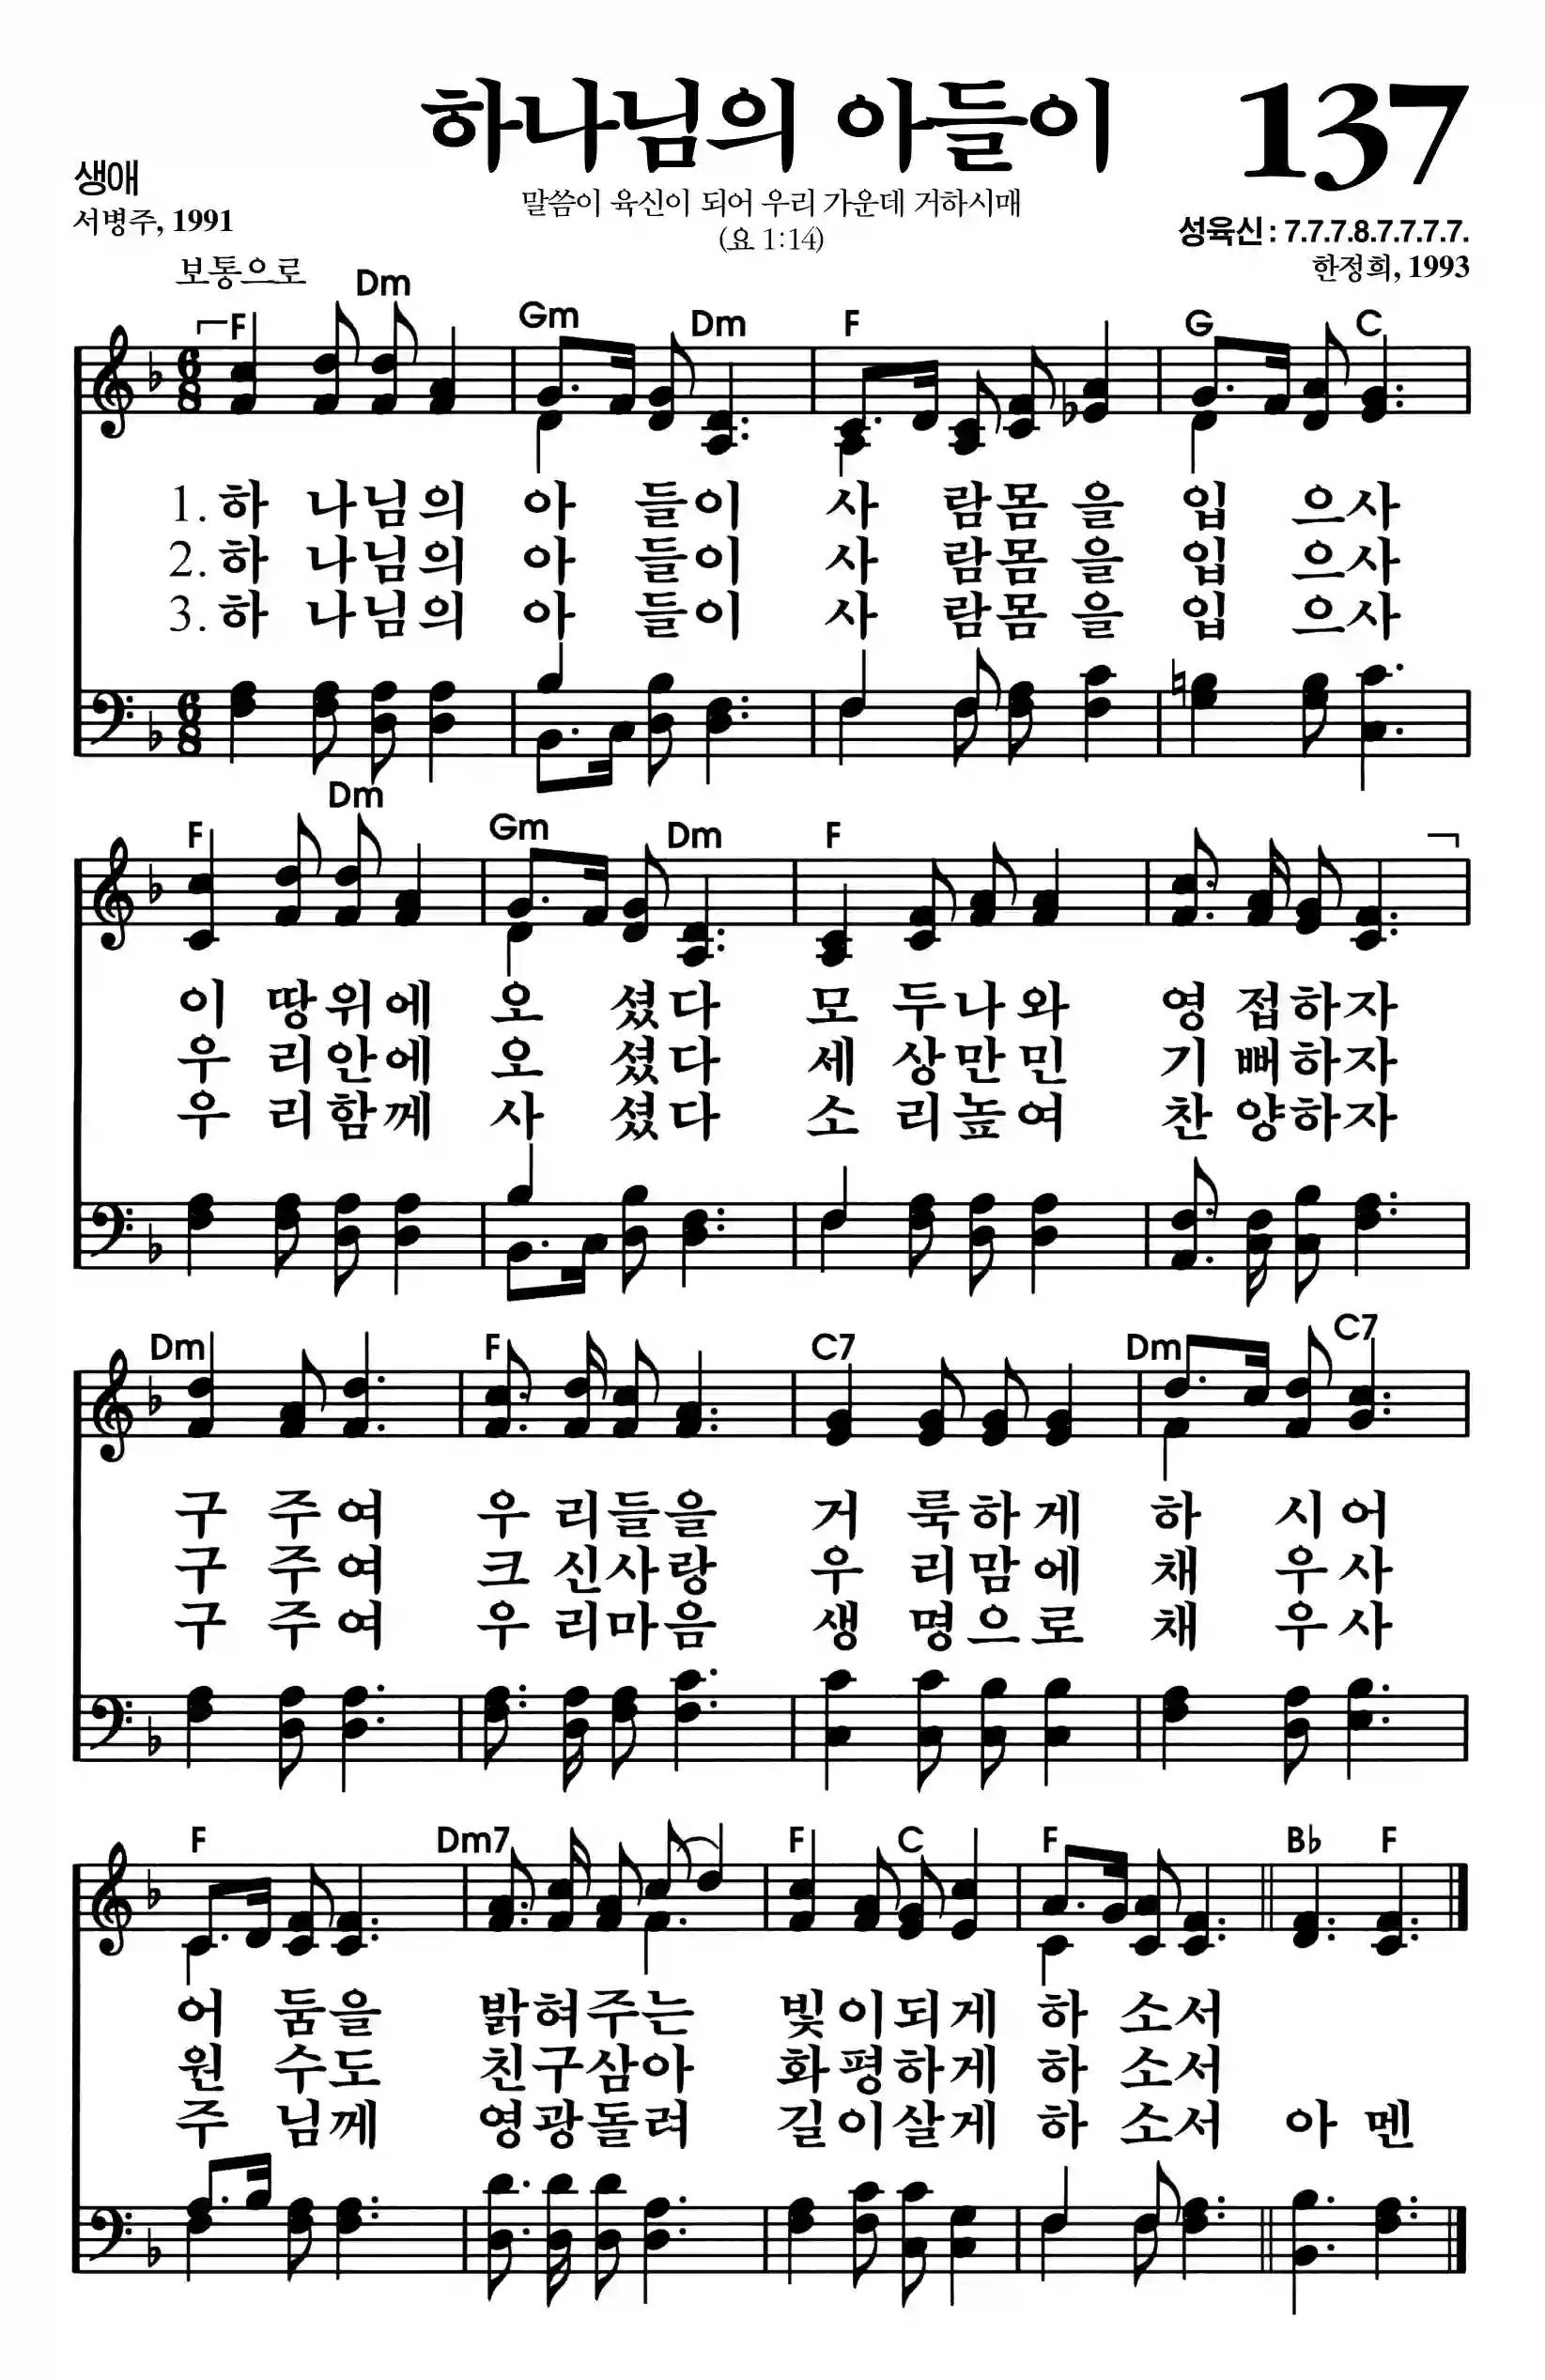 하나님의 아들이 137
생애
서병주, 1991
말씀이 육신이 되어 우리 가운데 거하시매
(요 1:14)
성육신 : 7.7.7.8.7.7.7.7.
한정희, 1993
보통으로
F Dm Gm Dm F G C
1. 하 나님의 아 들이 사 람몸 을 입 으사
2. 하 나님의 아 들이 사 람몸 을 입 으사
3. 하 나님의 아 들이 사 람몸 을 입 으사
F Dm Gm Dm F
이 땅위에 오 셨다 모 두나와 영 접하자
우 리안에 오 셨다 세 상만민 기 뻐하자
우 리함께 사 셨다 소 리높여 찬 양하자
Dm F C7 Dm C7
구 주여 우 리들을 거 룩하게 하 시어
구 주여 크 신사랑 우 리맘에 채 우사
구 주여 우 리마음 생 명으로 채 우사
F Dm7 F C F B♭ F
어 둠을 밝혀주는 빛이되게 하 소서
원 수도 친구삼아 화평하게 하 소서
주 님께 영광돌려 길이살게 하 소서 아 멘